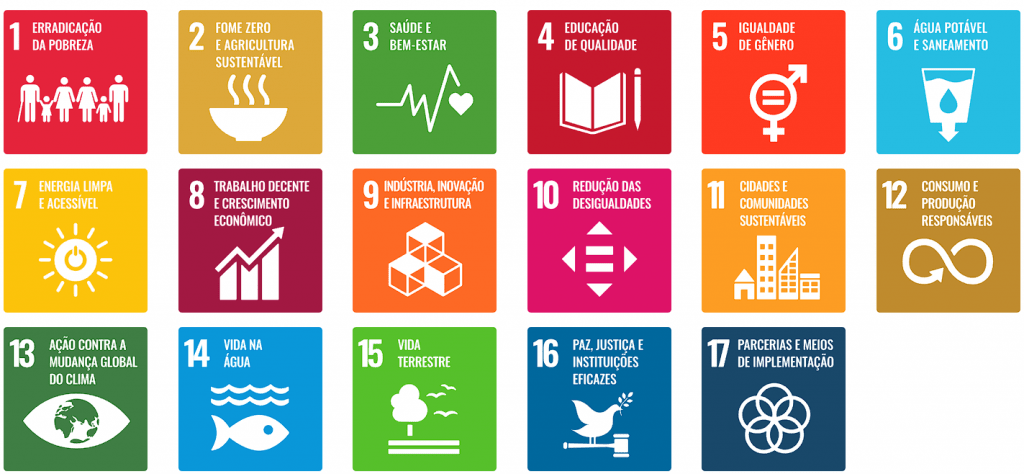 1 ERRADICAÇÃO
DA POBREZA
2 FOME ZERO
E AGRICULTURA
SUSTENTÁVEL
3 SAÚDE E
BEM-ESTAR
4 EDUCAÇÃO
DE QUALIDADE
5 IGUALDADE
DE GÊNERO
6 ÁGUA POTÁVEL
E SANEAMENTO
7 ENERGIA LIMPA
E ACESSÍVEL
8 TRABALHO DECENTE
E CRESCIMENTO
ECONÔMICO
9 INDÚSTRIA, INOVAÇÃO
E INFRAESTRUTURA
10 REDUÇÃO DAS
DESIGUALDADES
11 CIDADES E
COMUNIDADES
SUSTENTÁVEIS
12 CONSUMO E
PRODUÇÃO
RESPONSÁVEIS
13 AÇÃO CONTRA A
MUDANÇA GLOBAL
DO CLIMA
14 VIDA NA
ÁGUA
15 VIDA
TERRESTRE
16 PAZ, JUSTIÇA E
INSTITUIÇÕES
EFICAZES
17 PARCERIAS E MEIOS
DE IMPLEMENTAÇÃO